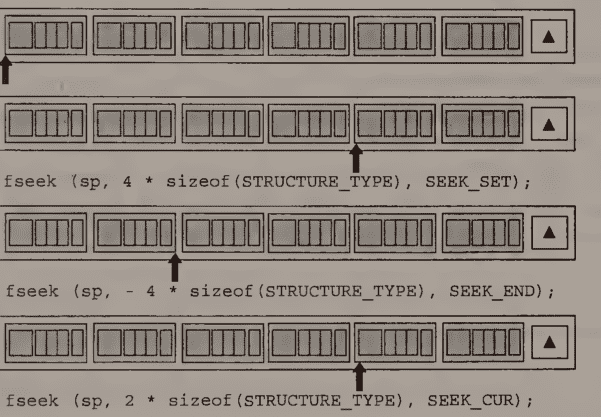 fseek (sp, 4 * sizeof(STRUCTURE_TYPE), SEEK_SET);
fseek (sp, - 4 * sizeof(STRUCTURE_TYPE), SEEK_END);
fseek (sp, 2 * sizeof(STRUCTURE_TYPE), SEEK_CUR);